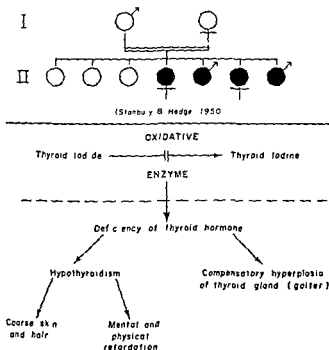 I
II
(Stanbury & Hedge 1950
OXIDATIVE
Thyroid Iodide Thyroid Iodine
ENZYME
Deficiency of thyroid hormone
Hypothyroidism
Compensatory hyperplasia
of thyroid gland (goiter)
Coarse skin
and hair
Mental and
physical
retardation